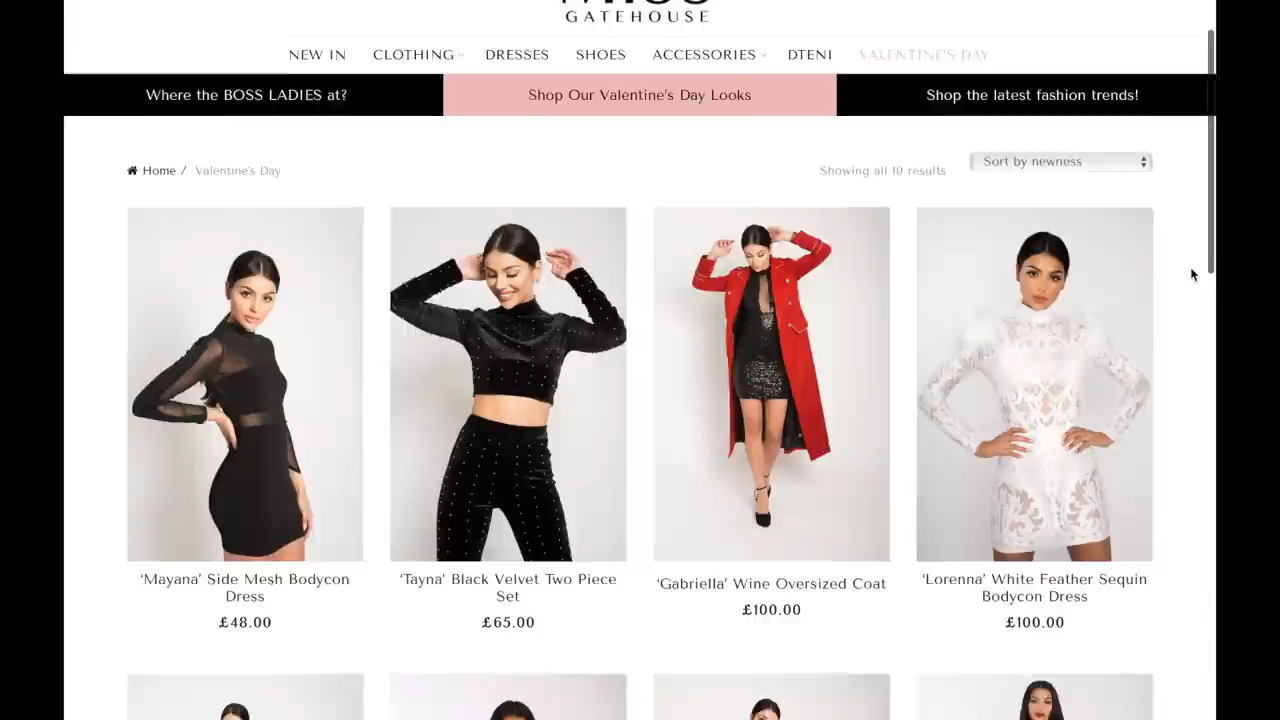 GATEHOUSE
NEW IN CLOTHING DRESSES SHOES ACCESSORIES DTENI VALENTINE'S DAY
Where the BOSS LADIES at? Shop Our Valentine's Day Looks Shop the latest fashion trends!
Home / Valentine's Day Showing all 10 results Sort by newness
'Mayana' Side Mesh Bodycon
Dress
£48.00
'Tayna' Black Velvet Two Piece
Set
£65.00
'Gabriella' Wine Oversized Coat
£100.00
'Lorenna' White Feather Sequin
Bodycon Dress
£100.00